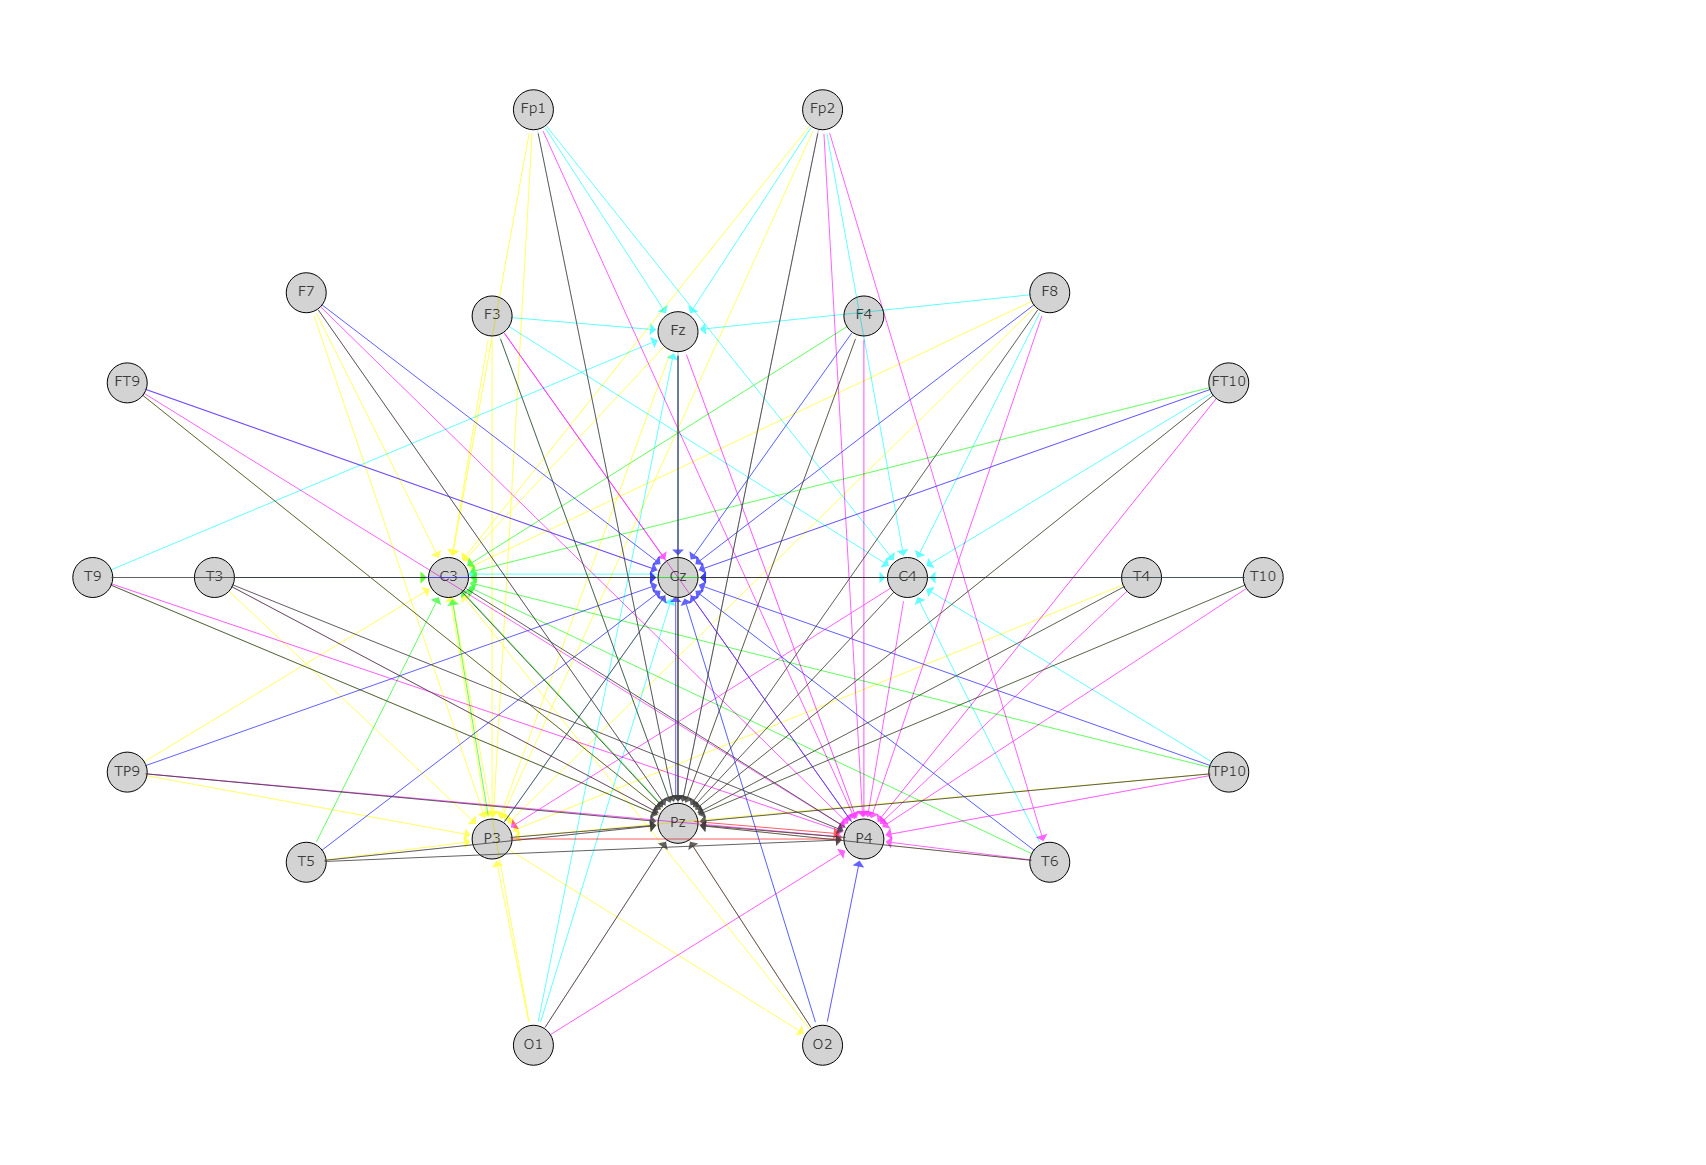 Fp1 Fp2
F7 F8
F3 Fz F4
FT9 FT10
T9 T3 C3 Cz C4 T4 T10
TP9 TP10
P3 Pz P4
T5 T6
O1 O2